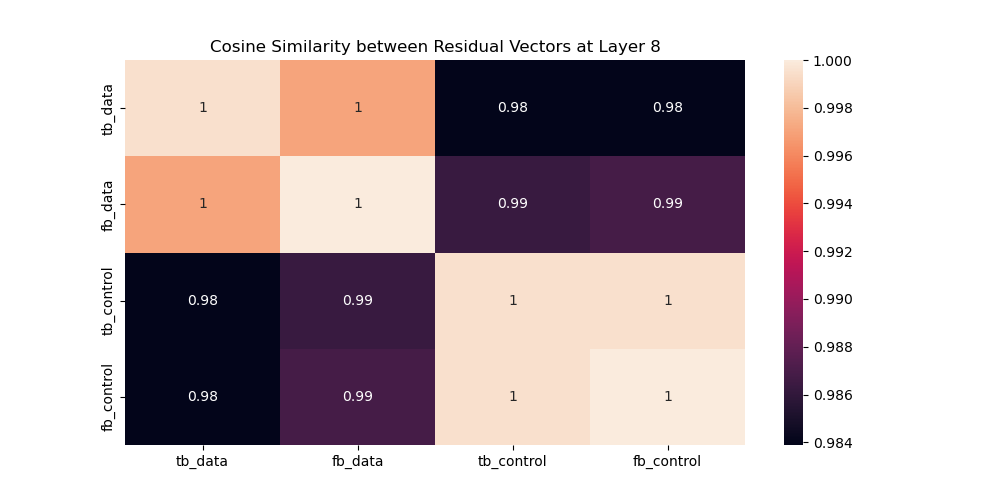 Cosine Similarity between Residual Vectors at Layer 8
tb_data
1
1
0.98
0.98
fb_data
1
1
0.99
0.99
tb_control
0.98
0.99
1
1
fb_control
0.98
0.99
1
1
tb_data
fb_data
tb_control
fb_control
1.000
0.998
0.996
0.994
0.992
0.990
0.988
0.986
0.984